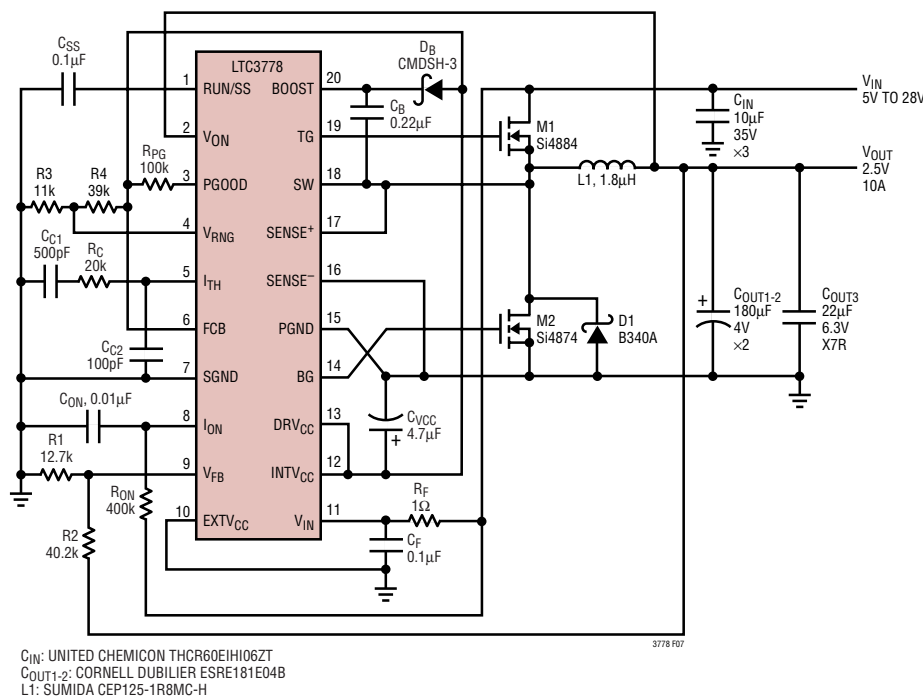 CSS
0.1µF
LTC3778
DB
CMDSH-3
1
RUN/SS
BOOST
20
CB
0.22µF
VIN
5V TO 28V
CIN
10µF
35V
×3
2
VON
TG
19
M1
Si4884
RPG
100k
3
PGOOD
SW
18
L1, 1.8µH
VOUT
2.5V
10A
R3
11k
R4
39k
4
VRNG
SENSE+
17
CC1
500pF
RC
20k
5
ITH
SENSE–
16
6
FCB
PGND
15
M2
Si4874
D1
B340A
+
COUT1-2
180µF
4V
×2
COUT3
22µF
6.3V
X7R
CC2
100pF
7
SGND
BG
14
CON, 0.01µF
8
ION
DRVCC
13
CVCC
4.7µF
+
R1
12.7k
9
VFB
INTVCC
12
RON
400k
10
EXTVCC
VIN
11
RF
1Ω
CF
0.1µF
R2
40.2k
3778 F07
CIN: UNITED CHEMICON THCR60EIHI06ZT
COUT1-2: CORNELL DUBILIER ESRE181E04B
L1: SUMIDA CEP125-1R8MC-H